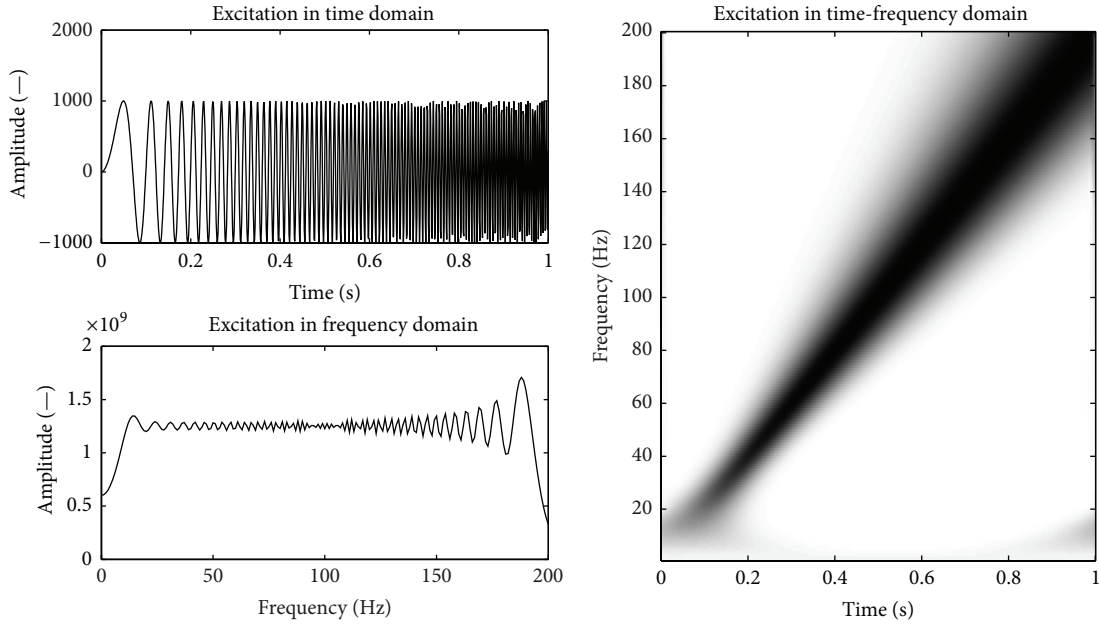 Excitation in time domain
2000
1000
0
−1000
Amplitude (—)
0 0.2 0.4 0.6 0.8 1
Time (s)
×10^9
Excitation in frequency domain
2
1.5
1
0.5
0
Amplitude (—)
0 50 100 150 200
Frequency (Hz)
Excitation in time-frequency domain
200
180
160
140
120
100
80
60
40
20
Frequency (Hz)
0 0.2 0.4 0.6 0.8 1
Time (s)